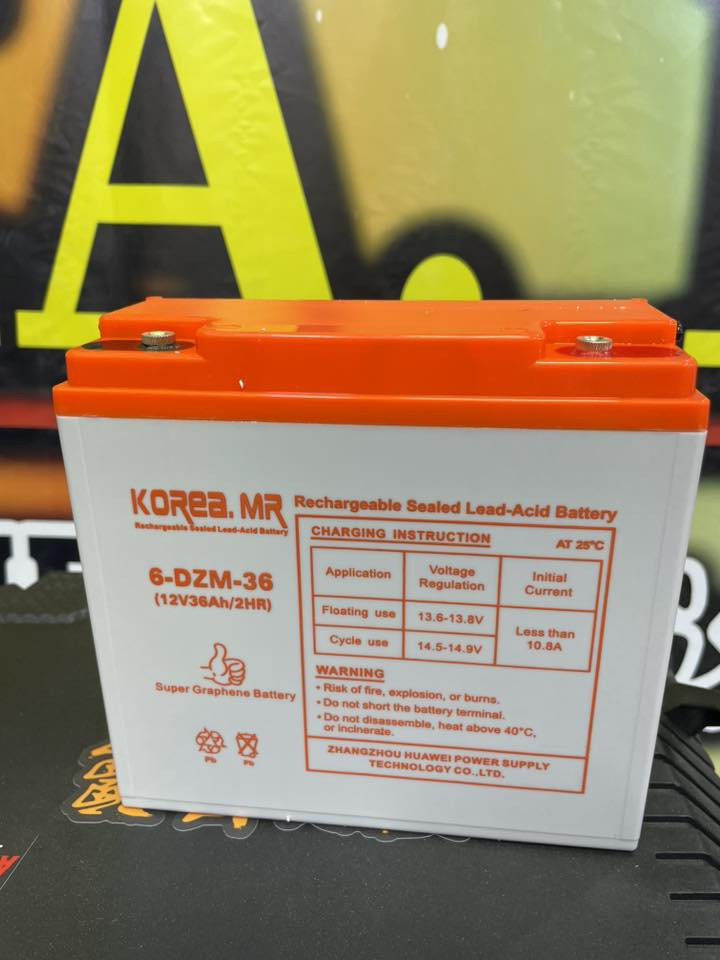 A.
KOREA. MR
Rechargeable Sealed Lead-Acid Battery
6-DZM-36
(12V36Ah/2HR)
Super Graphene Battery
Pb
Pb
Rechargeable Sealed Lead-Acid Battery
CHARGING INSTRUCTION AT 25°C
Application Voltage Regulation Initial Current
Floating use 13.6-13.8V Less than 10.8A
Cycle use 14.5-14.9V
WARNING
• Risk of fire, explosion, or burns.
• Do not short the battery terminal.
• Do not disassemble, heat above 40°C,
or incinerate.
ZHANGZHOU HUAWEI POWER SUPPLY
TECHNOLOGY CO.,LTD.